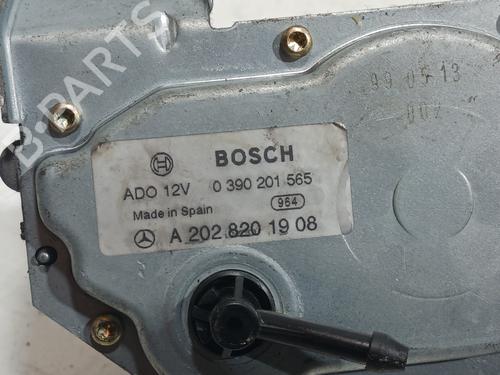 B-PARTS
99 05 13
002
BOSCH
ADO 12V 0 390 201 565
Made in Spain 964
A 202 820 19 08